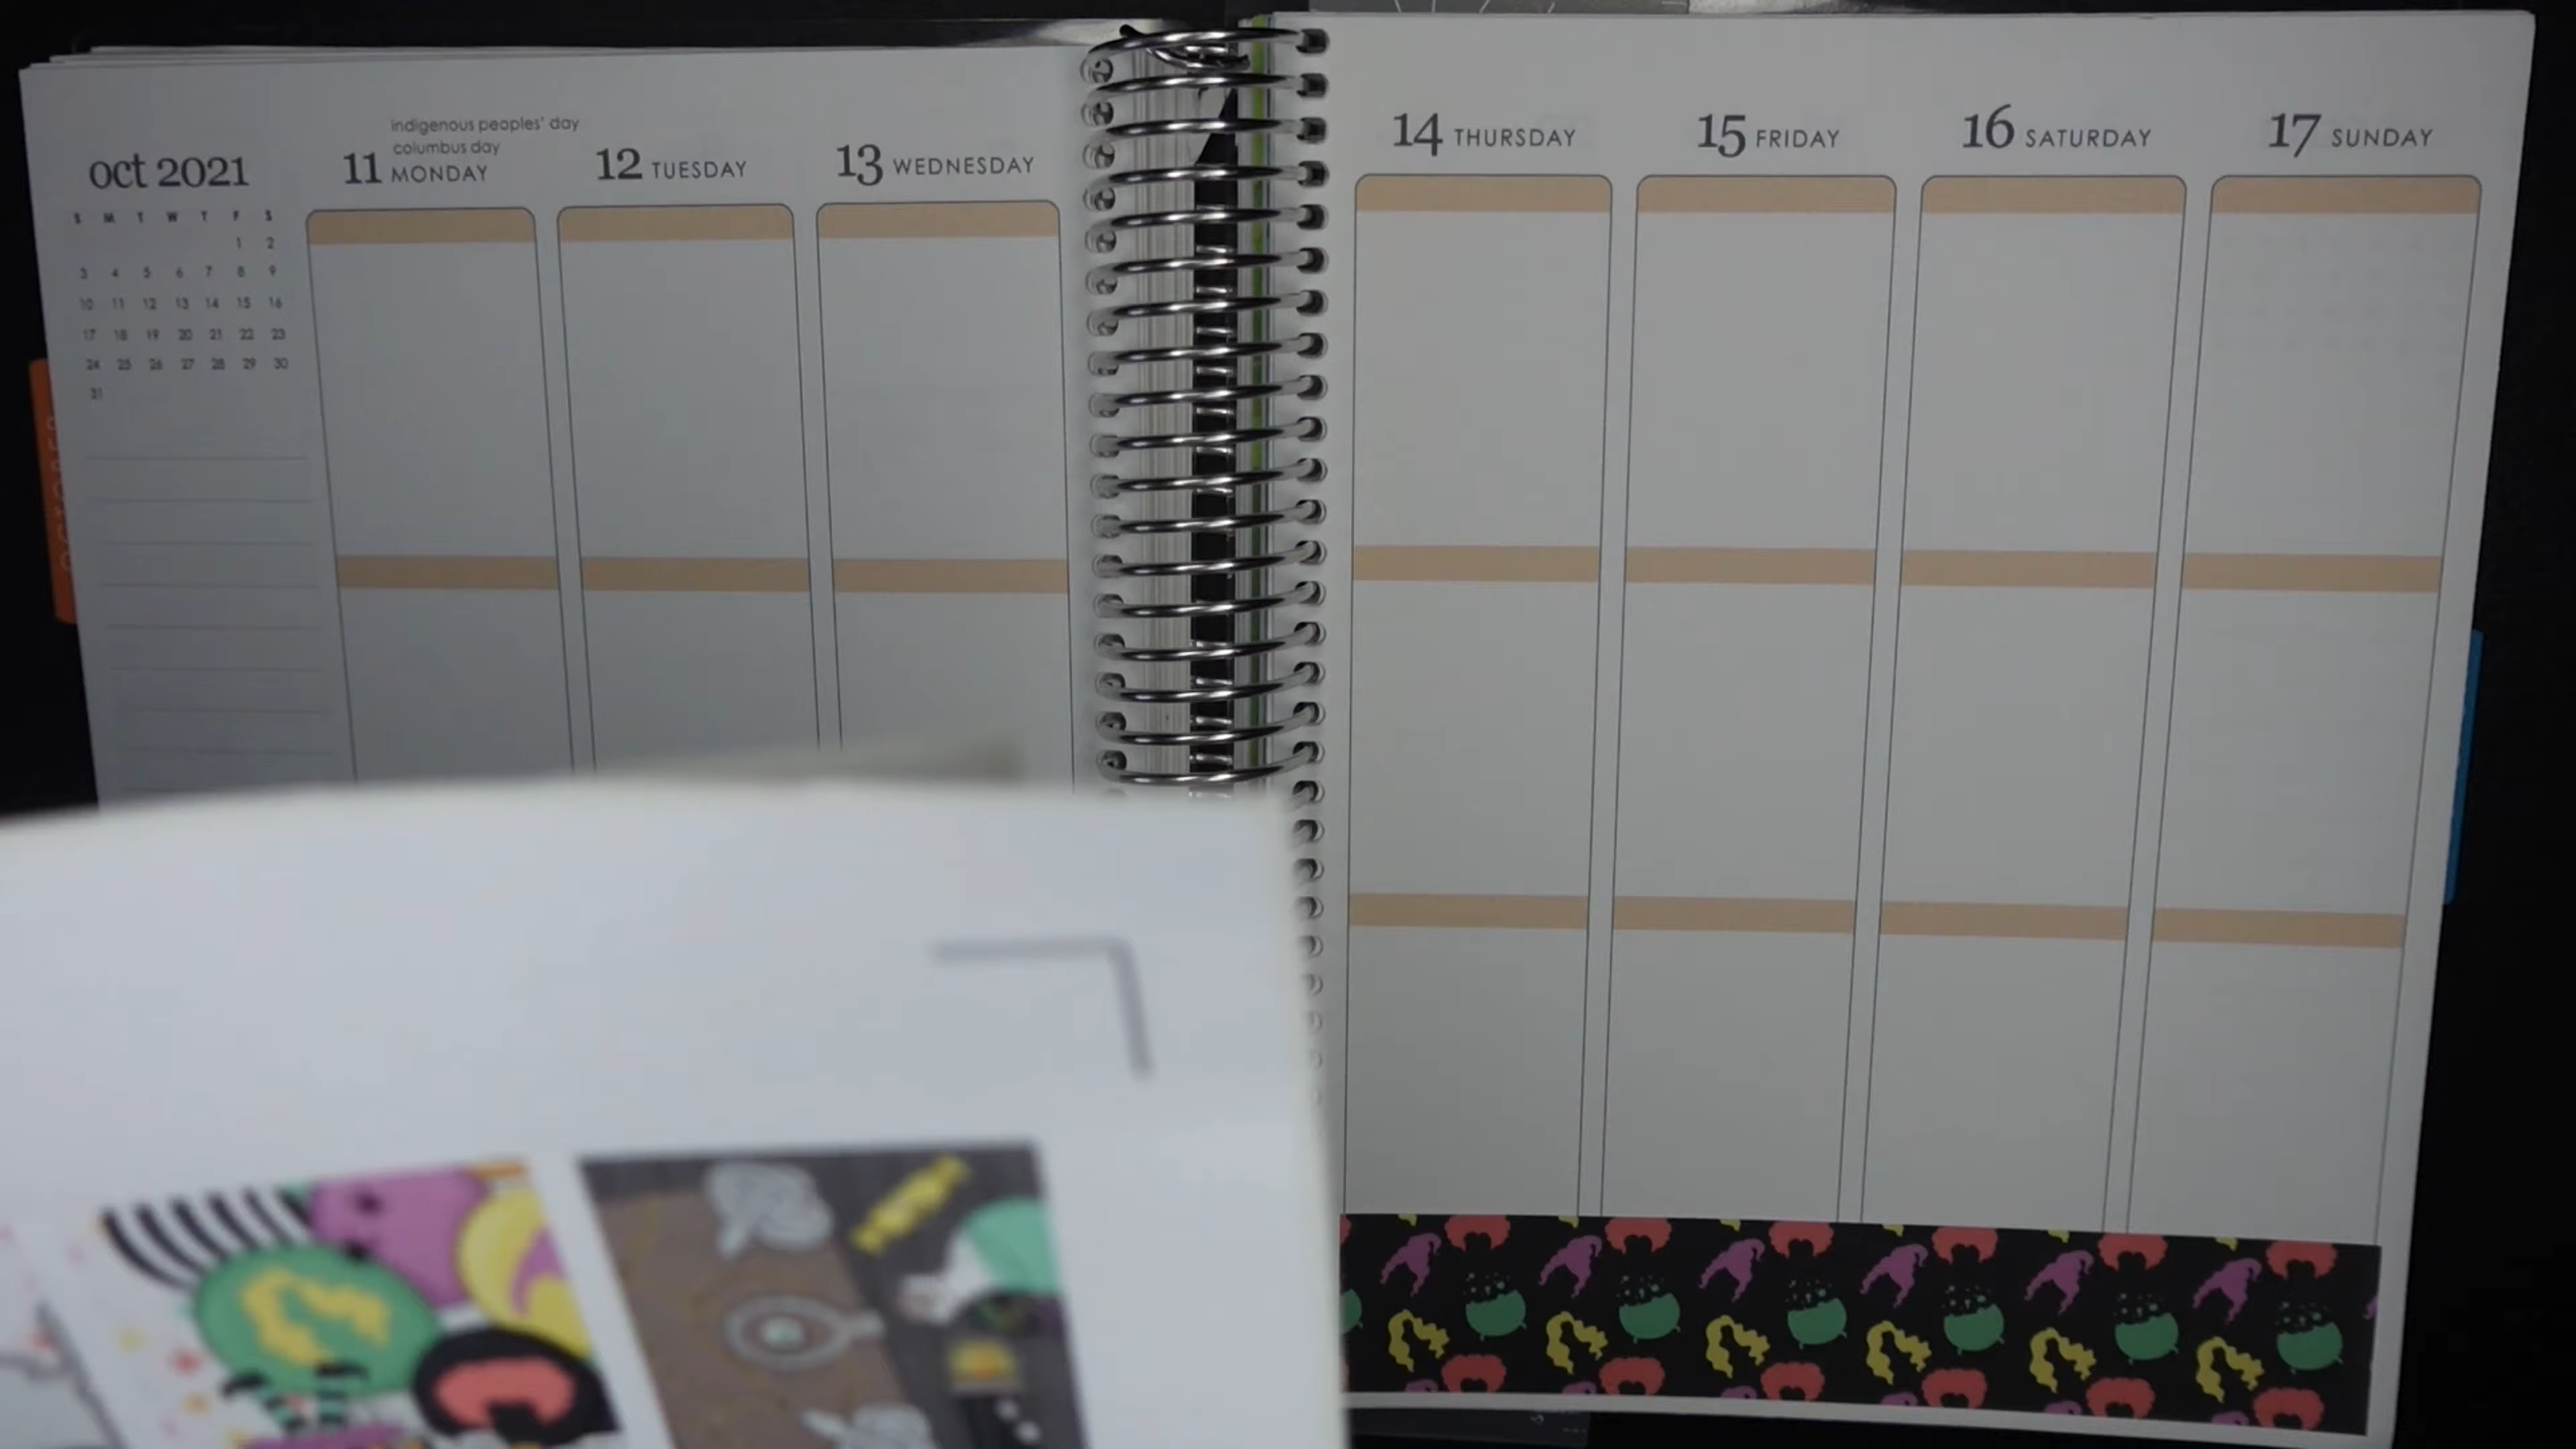 oct 2021
S M T W T F S
1 2
3 4 5 6 7 8 9
10 11 12 13 14 15 16
17 18 19 20 21 22 23
24 25 26 27 28 29 30
31
OCTOBER
indigenous peoples' day
columbus day
11 MONDAY
12 TUESDAY
13 WEDNESDAY
14 THURSDAY
15 FRIDAY
16 SATURDAY
17 SUNDAY